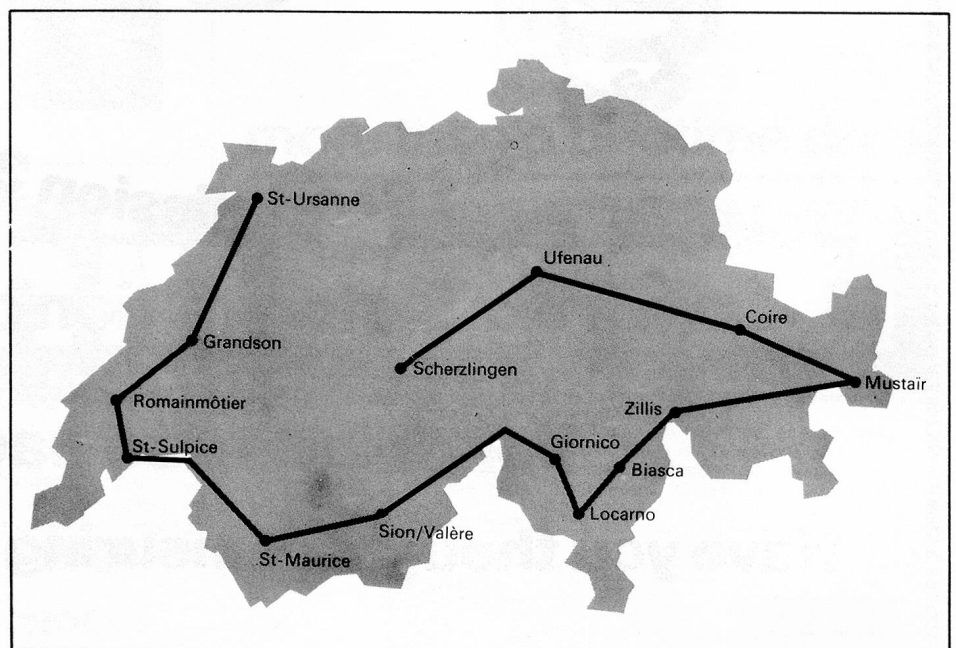 St-Ursanne
Ufenau
Coire
Grandson
Scherzlingen
Mustaïr
Romainmôtier
Zillis
St-Sulpice
Giornico
Biasca
Locarno
Sion/Valère
St-Maurice